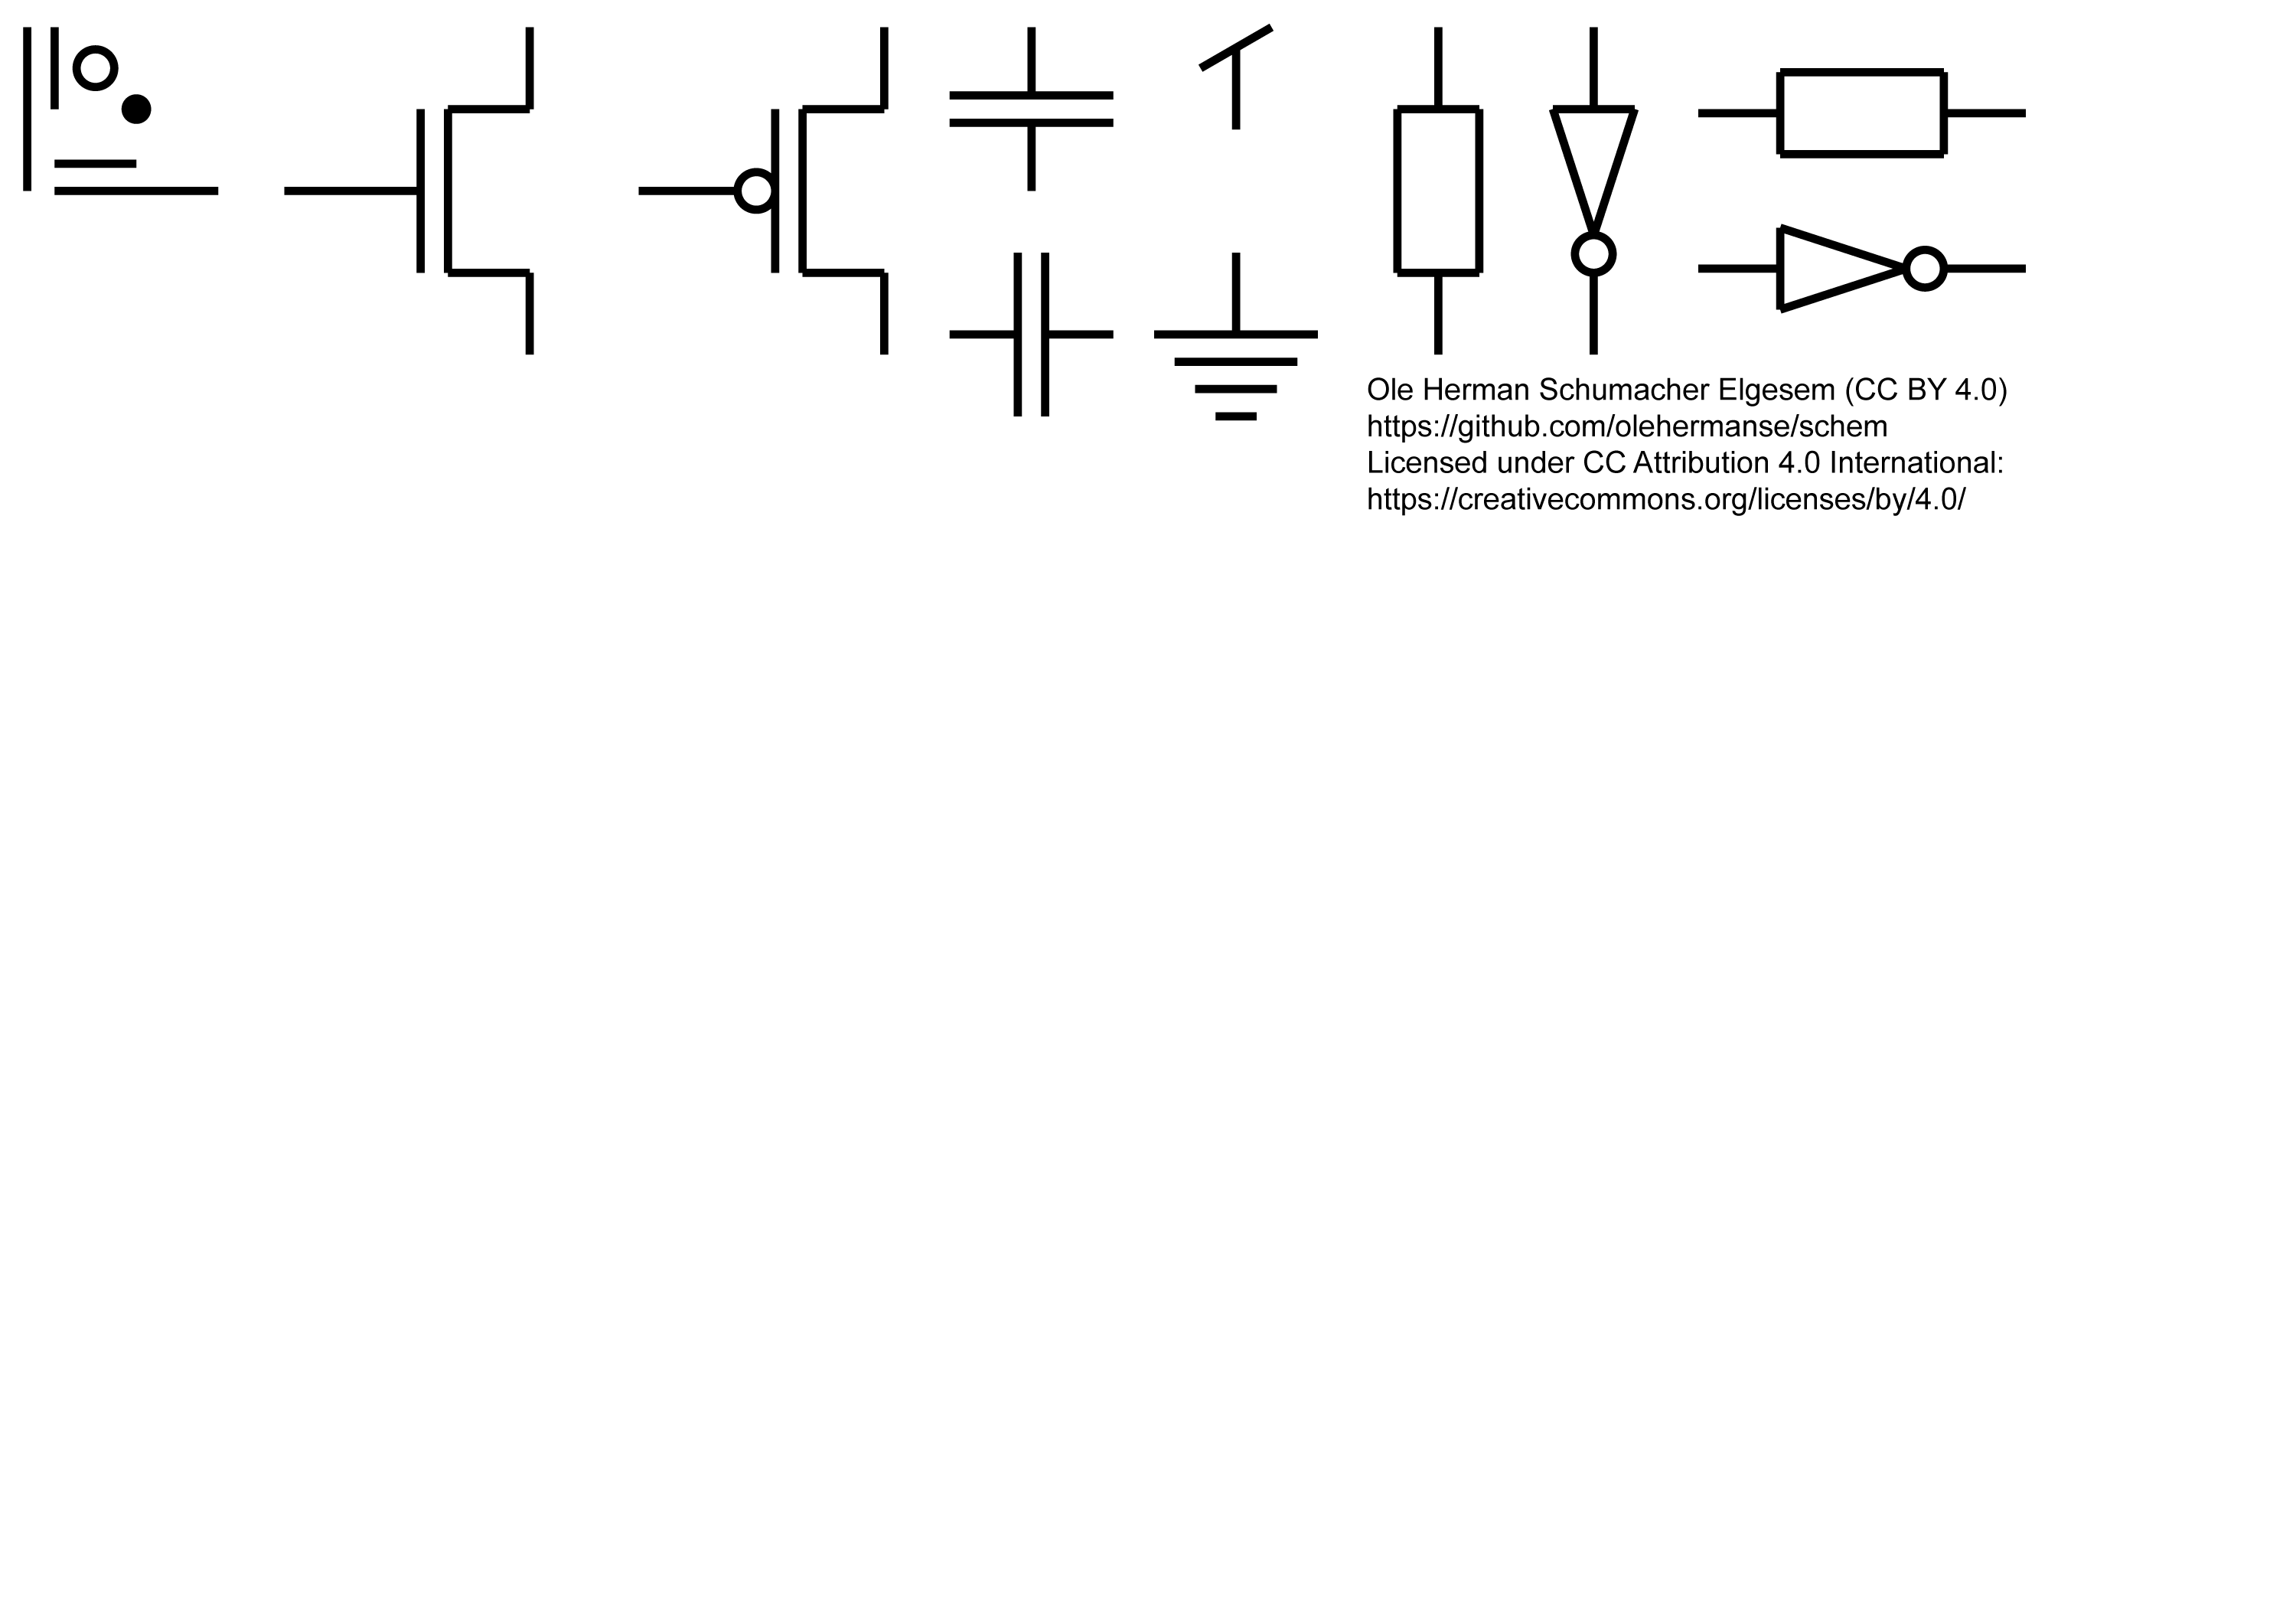 Ole Herman Schumacher Elgesem (CC BY 4.0)
https://github.com/olehermanse/schem
Licensed under CC Attribution 4.0 International:
https://creativecommons.org/licenses/by/4.0/